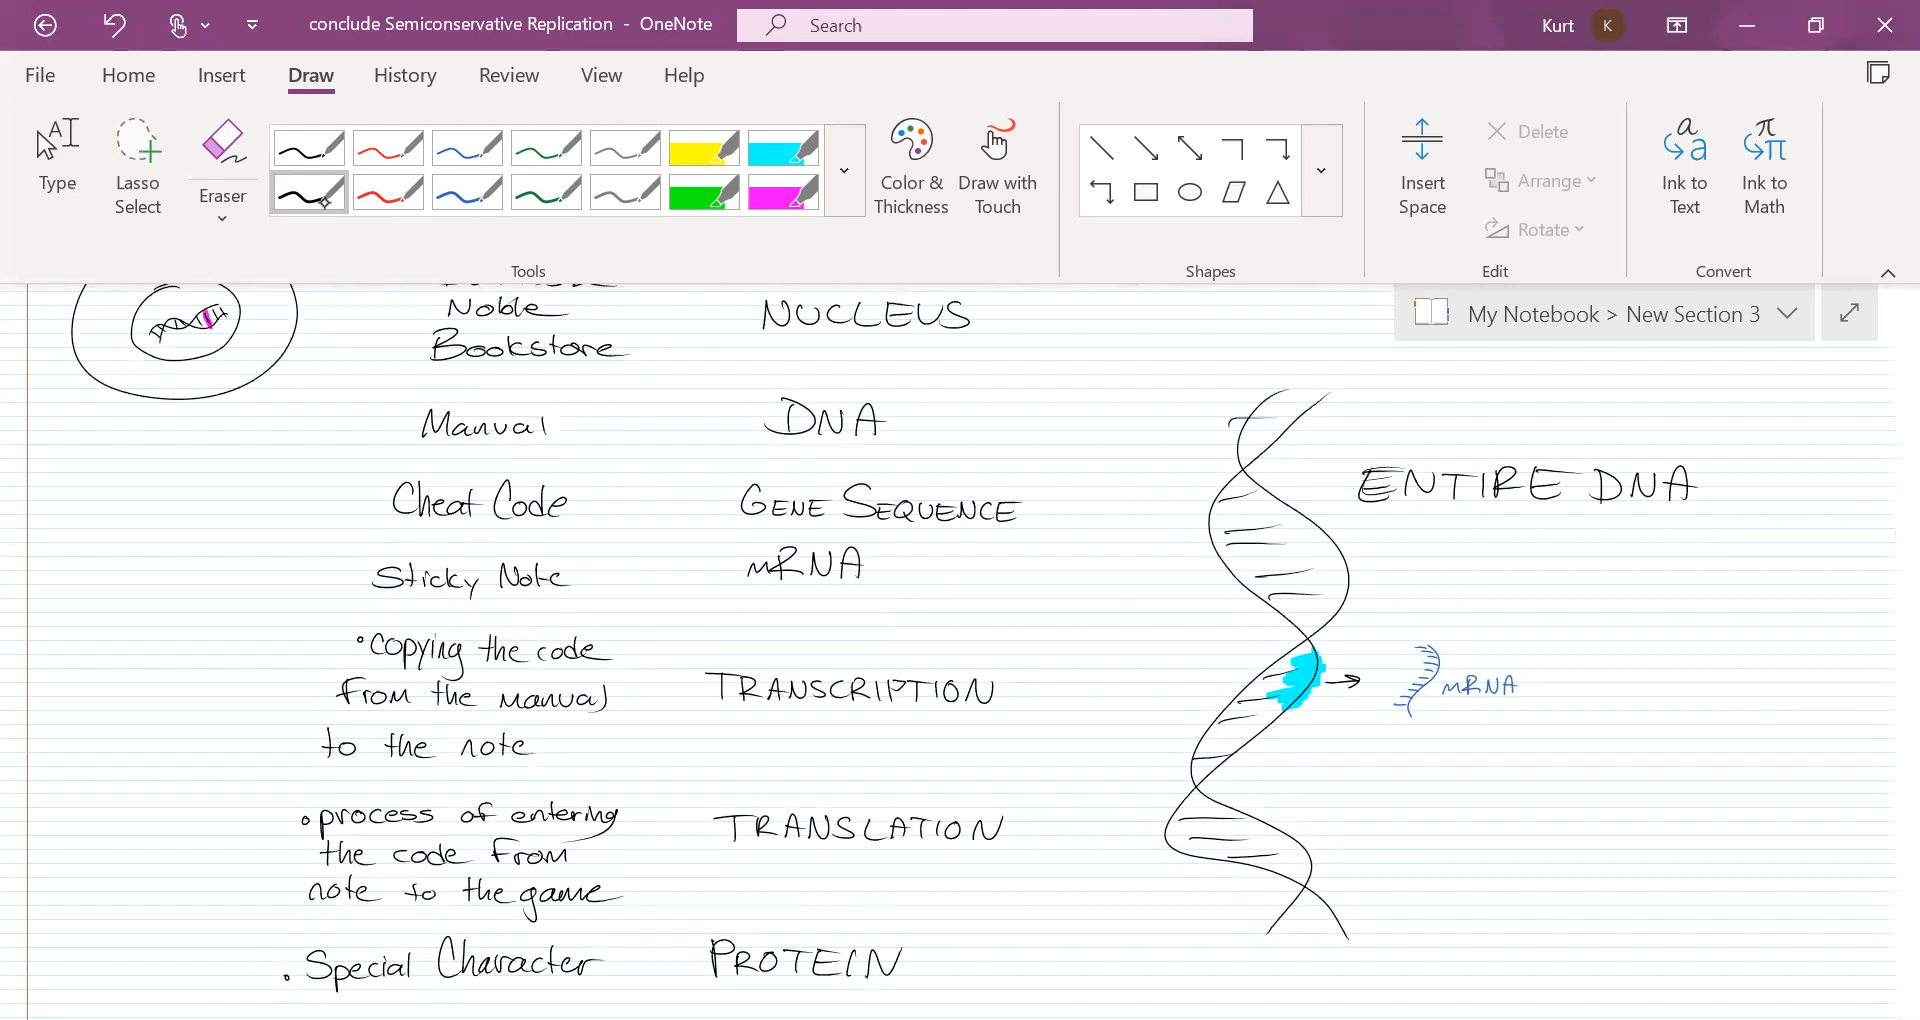 conclude Semiconservative Replication - OneNote
Search
Kurt
K
File Home Insert Draw History Review View Help
Type
Lasso Select
Eraser
Color & Thickness
Draw with Touch
Insert Space
Delete
Arrange
Rotate
a
a
Ink to Text
π
π
Ink to Math
Tools
Shapes
Edit
Convert
My Notebook > New Section 3
Noble
Bookstore
NUCLEUS
Manual
DNA
Cheat Code
GENE SEQUENCE
Sticky Note
mRNA
• copying the code
from the manual
to the note
TRANSCRIPTION
• process of entering
the code from
note to the game
TRANSLATION
• Special Character
PROTEIN
ENTIRE DNA
mRNA